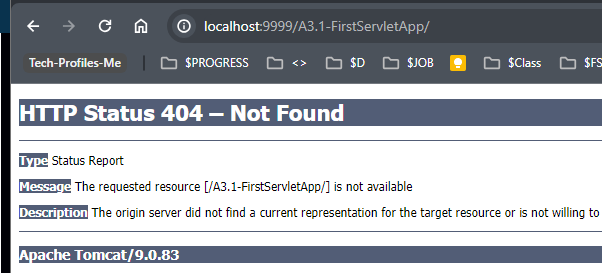 localhost:9999/A3.1-FirstServletApp/
Tech-Profiles-Me $PROGRESS <> $D $JOB $Class $FS
HTTP Status 404 – Not Found
Type Status Report
Message The requested resource [/A3.1-FirstServletApp/] is not available
Description The origin server did not find a current representation for the target resource or is not willing to
Apache Tomcat/9.0.83